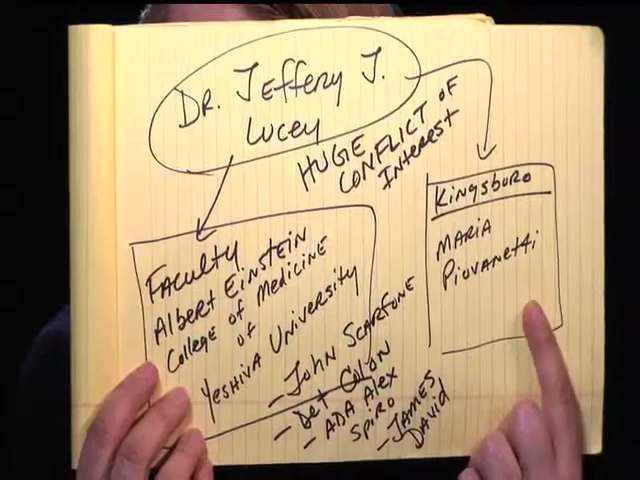 DR. Jeffery J.
Lucey
HUGE
CONFLICT OF
Interest
Kingsboro
MARIA
Piovanetti
Faculty
Albert Einstein
College of Medicine
of
Yeshiva University
- John Scarfone
- Det Colon
- ADA Alex
Spiro
- James
David